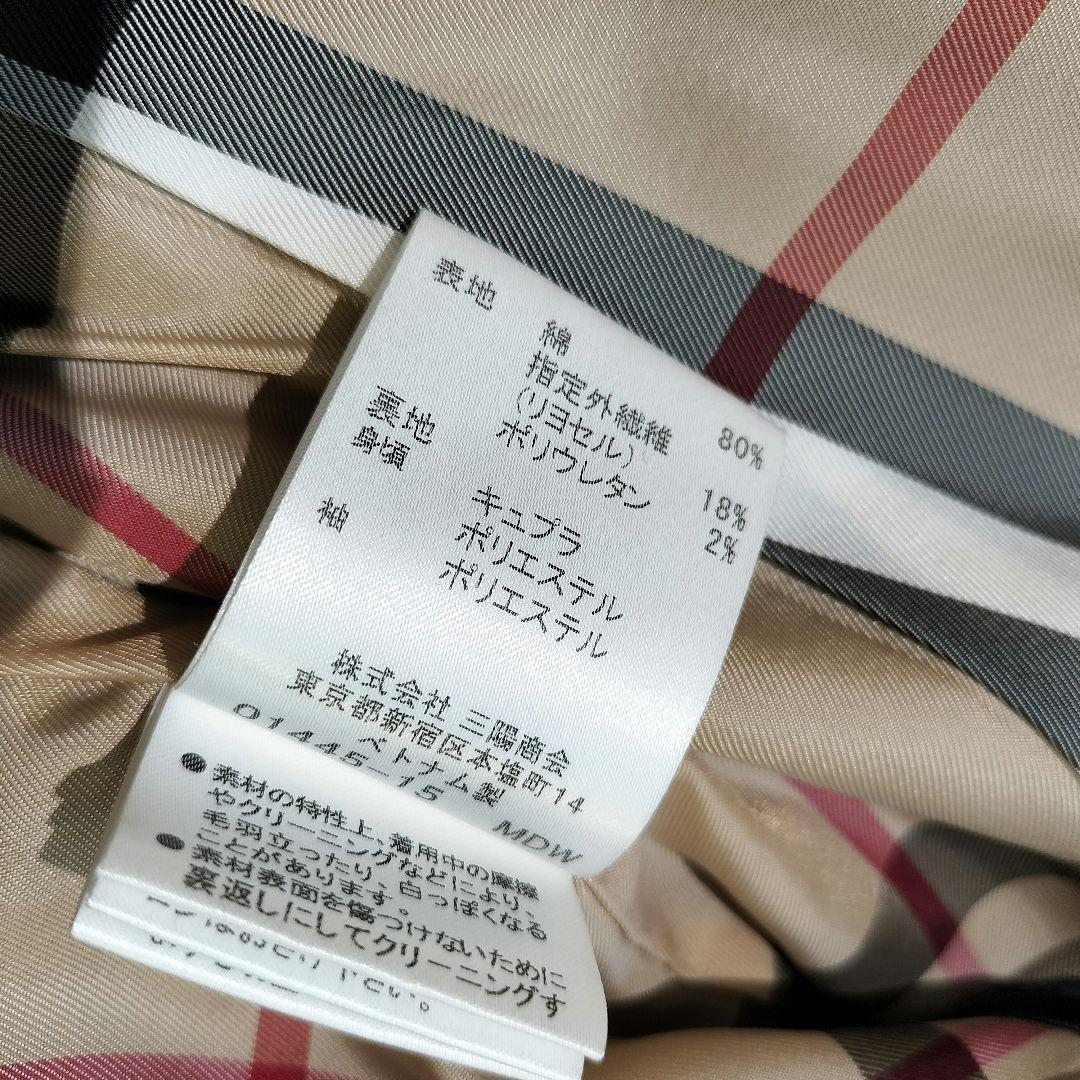 表地
綿 80%
指定外繊維
(リヨセル) 18%
ポリウレタン 2%
裏地
身頃 キュプラ
ポリエステル
袖 ポリエステル
株式会社 三陽商会
東京都新宿区本塩町14
ベトナム製
01445-15 MDW
●素材の特性上、着用中の摩擦
やクリーニングなどにより、
毛羽立ったり、白っぽくなる
ことがあります。
●素材表面を傷つけないために
裏返しにしてクリーニングす